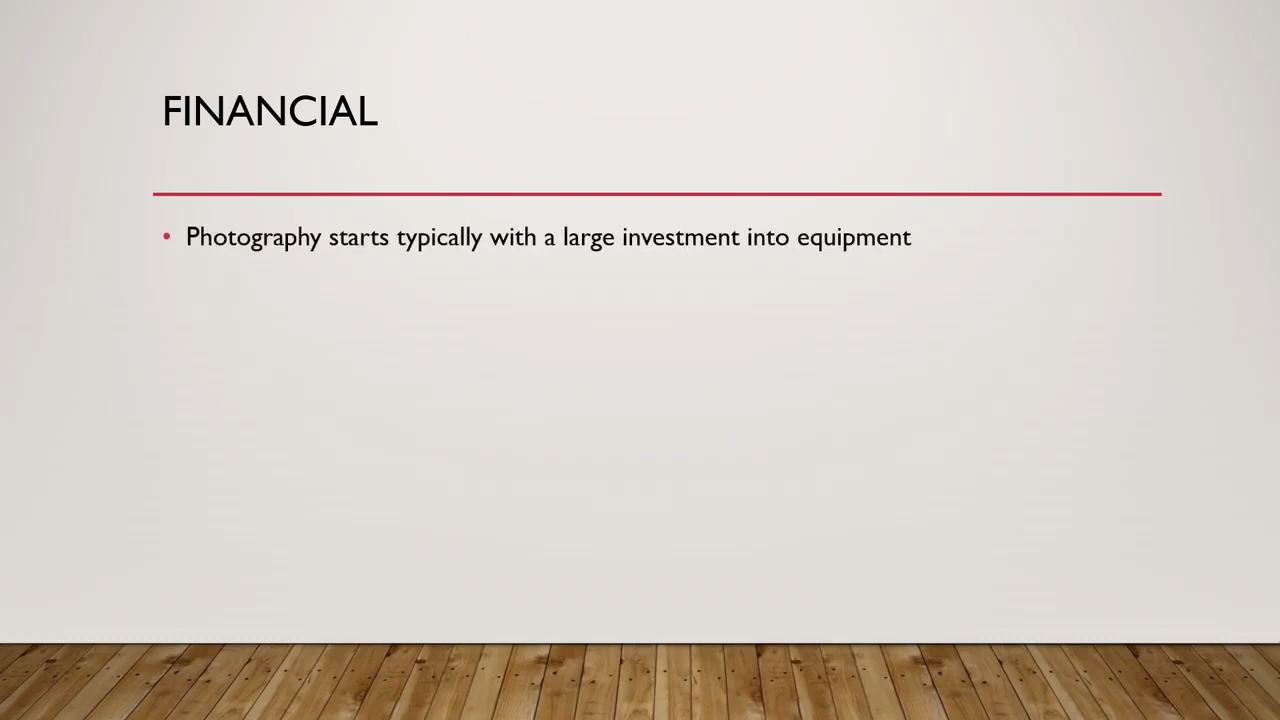 FINANCIAL
• Photography starts typically with a large investment into equipment